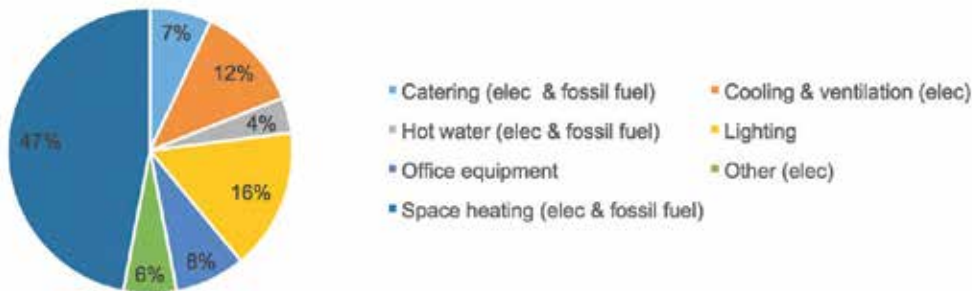 7%
12%
4%
47%
16%
8%
6%
Catering (elec & fossil fuel)
Cooling & ventilation (elec)
Hot water (elec & fossil fuel)
Lighting
Office equipment
Other (elec)
Space heating (elec & fossil fuel)